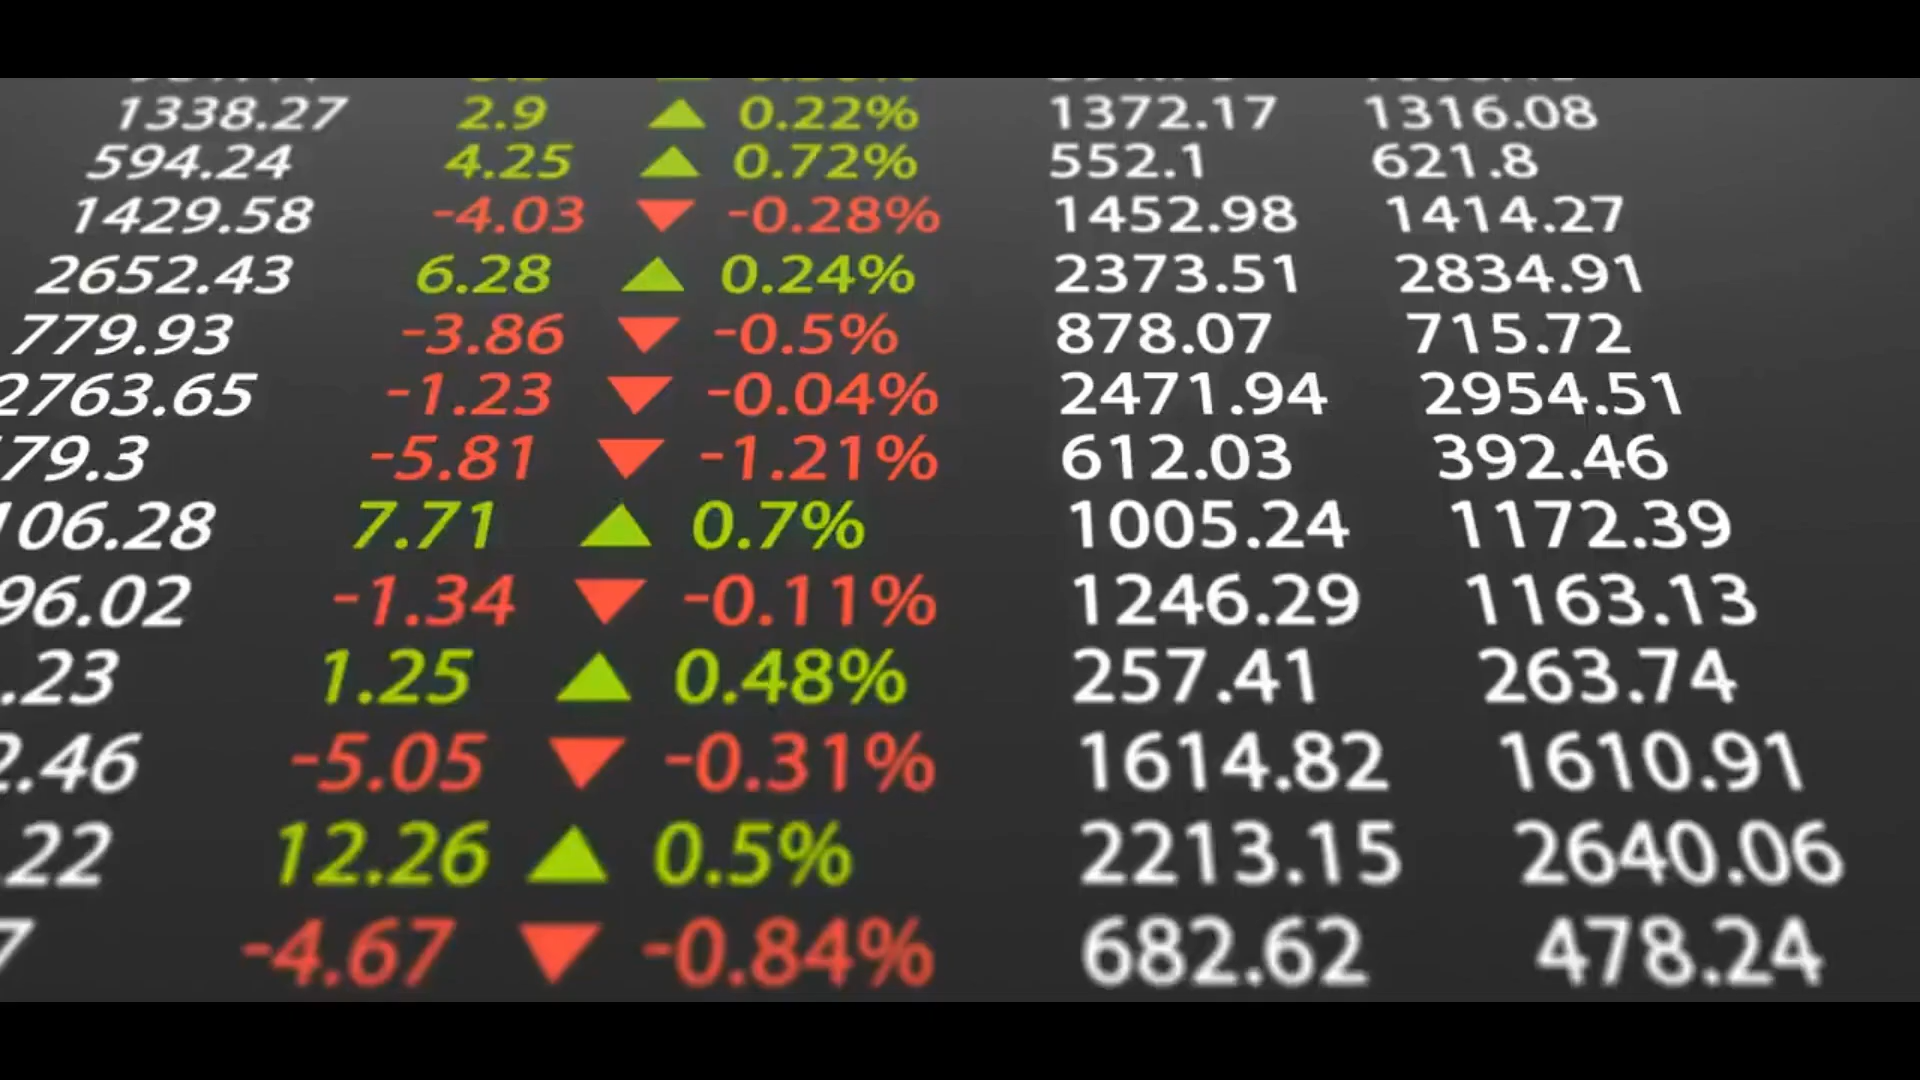 1338.27 2.9 ▲ 0.22% 1372.17 1316.08
594.24 4.25 ▲ 0.72% 552.1 621.8
1429.58 -4.03 ▼ -0.28% 1452.98 1414.27
2652.43 6.28 ▲ 0.24% 2373.51 2834.91
779.93 -3.86 ▼ -0.5% 878.07 715.72
2763.65 -1.23 ▼ -0.04% 2471.94 2954.51
79.3 -5.81 ▼ -1.21% 612.03 392.46
106.28 7.71 ▲ 0.7% 1005.24 1172.39
96.02 -1.34 ▼ -0.11% 1246.29 1163.13
.23 1.25 ▲ 0.48% 257.41 263.74
2.46 -5.05 ▼ -0.31% 1614.82 1610.91
.22 12.26 ▲ 0.5% 2213.15 2640.06
7 -4.67 ▼ -0.84% 682.62 478.24